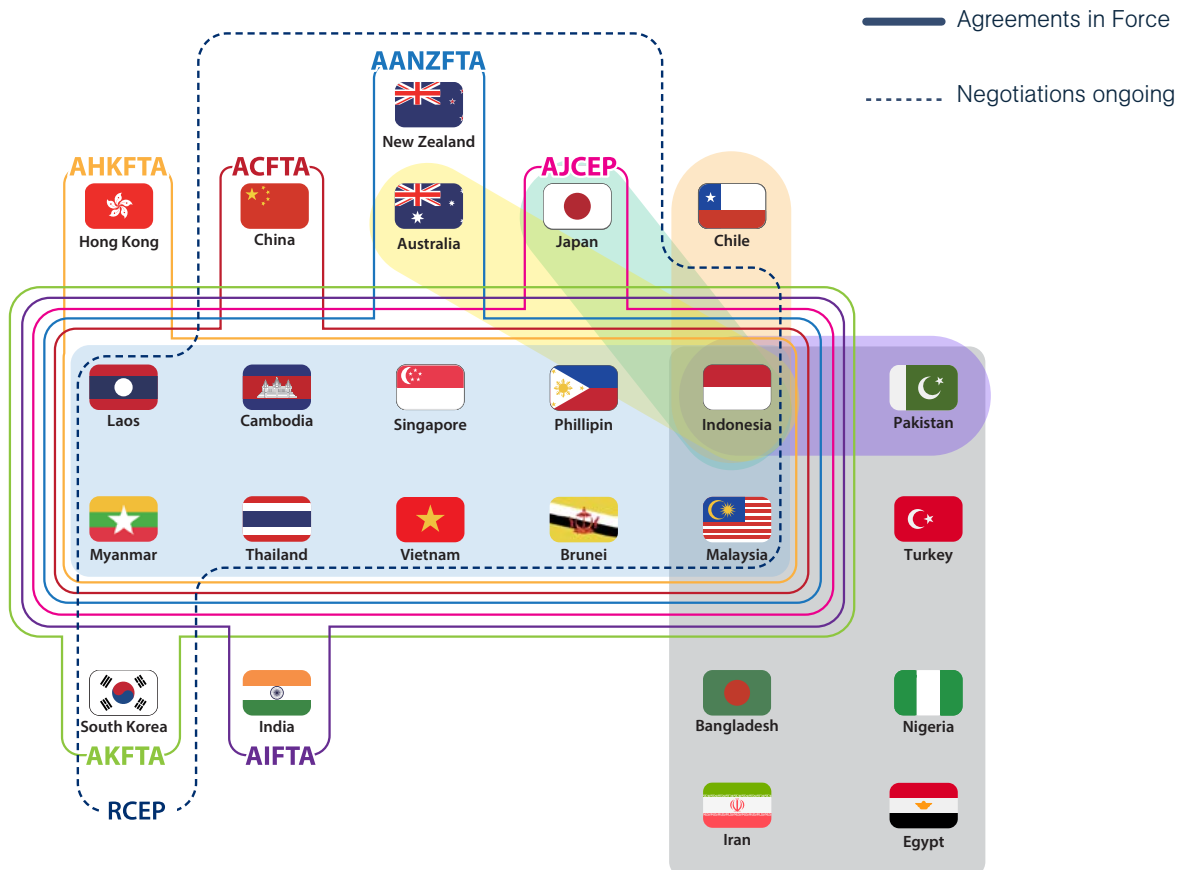 Agreements in Force
Negotiations ongoing
AANZFTA
New Zealand
AHKFTA
ACFTA
AJCEP
Hong Kong
China
Australia
Japan
Chile
Laos
Cambodia
Singapore
Phillipin
Indonesia
Pakistan
Myanmar
Thailand
Vietnam
Brunei
Malaysia
Turkey
South Korea
India
Bangladesh
Nigeria
AKFTA
AIFTA
RCEP
Iran
Egypt